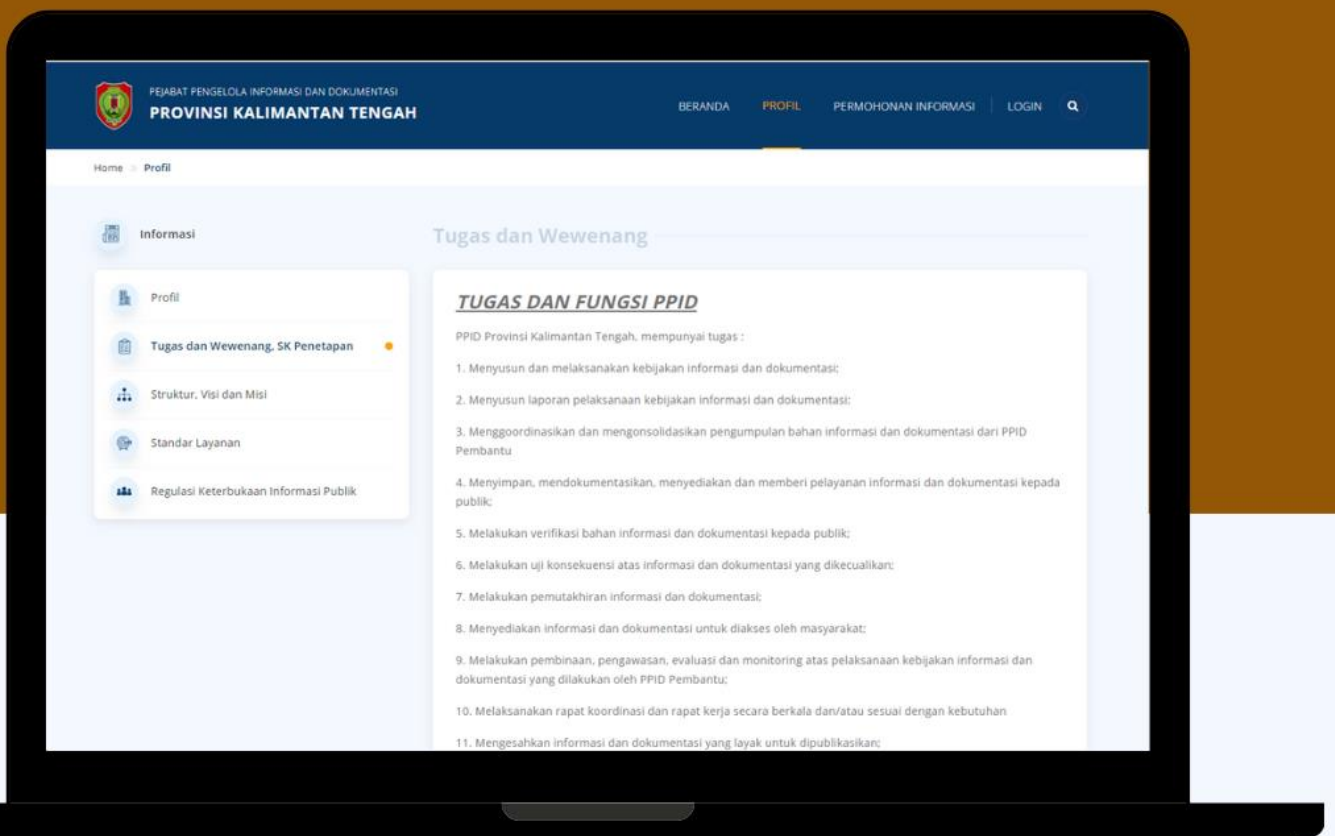 PEJABAT PENGELOLA INFORMASI DAN DOKUMENTASI
PROVINSI KALIMANTAN TENGAH
BERANDA
PROFIL
PERMOHONAN INFORMASI
LOGIN
Home » Profil
Informasi
Profil
Tugas dan Wewenang, SK Penetapan
Struktur, Visi dan Misi
Standar Layanan
Regulasi Keterbukaan Informasi Publik
Tugas dan Wewenang
TUGAS DAN FUNGSI PPID
PPID Provinsi Kalimantan Tengah, mempunyai tugas :
1. Menyusun dan melaksanakan kebijakan informasi dan dokumentasi;
2. Menyusun laporan pelaksanaan kebijakan informasi dan dokumentasi;
3. Menggoordinasikan dan mengonsolidasikan pengumpulan bahan informasi dan dokumentasi dari PPID
Pembantu
4. Menyimpan, mendokumentasikan, menyediakan dan memberi pelayanan informasi dan dokumentasi kepada
publik;
5. Melakukan verifikasi bahan informasi dan dokumentasi kepada publik;
6. Melakukan uji konsekuensi atas informasi dan dokumentasi yang dikecualikan;
7. Melakukan pemutakhiran informasi dan dokumentasi;
8. Menyediakan informasi dan dokumentasi untuk diakses oleh masyarakat;
9. Melakukan pembinaan, pengawasan, evaluasi dan monitoring atas pelaksanaan kebijakan informasi dan
dokumentasi yang dilakukan oleh PPID Pembantu;
10. Melaksanakan rapat koordinasi dan rapat kerja secara berkala dan/atau sesuai dengan kebutuhan
11. Mengesahkan informasi dan dokumentasi yang layak untuk dipublikasikan;